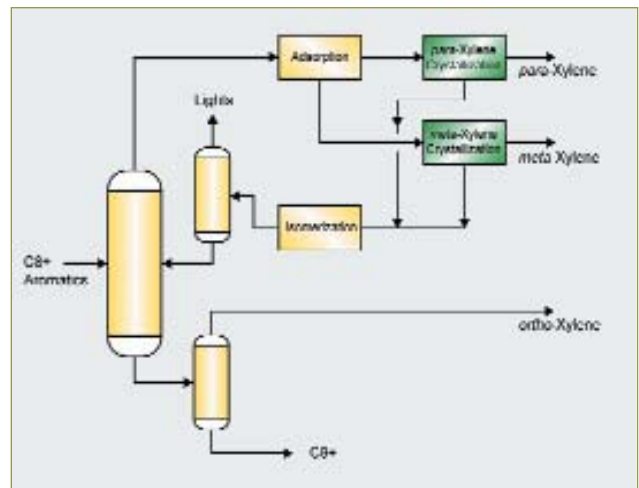 Adsorption
para-Xylene
Crystallization
para-Xylene
Lights
meta-Xylene
Crystallization
meta-Xylene
Isomerization
C8+
Aromatics
ortho-Xylene
C9+